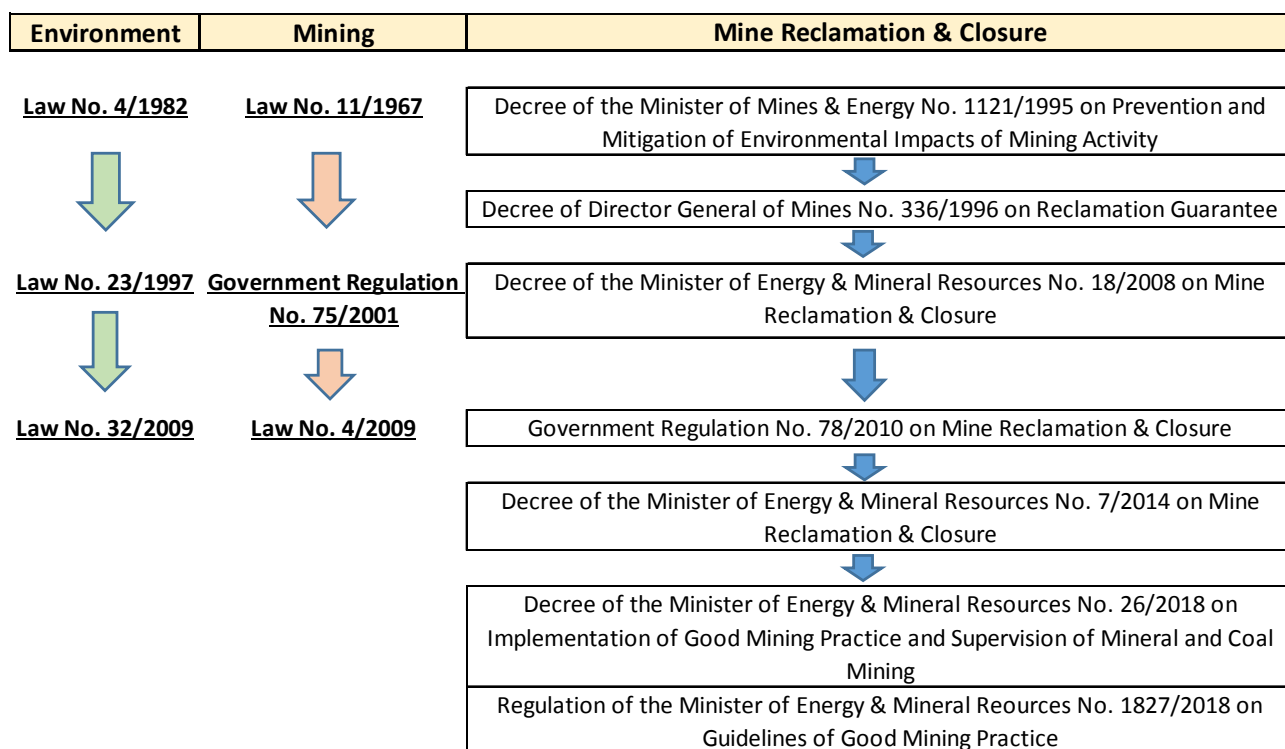 Environment
Mining
Mine Reclamation & Closure
Law No. 4/1982
Law No. 11/1967
Decree of the Minister of Mines & Energy No. 1121/1995 on Prevention and
Mitigation of Environmental Impacts of Mining Activity
Decree of Director General of Mines No. 336/1996 on Reclamation Guarantee
Law No. 23/1997
Government Regulation
No. 75/2001
Decree of the Minister of Energy & Mineral Resources No. 18/2008 on Mine
Reclamation & Closure
Law No. 32/2009
Law No. 4/2009
Government Regulation No. 78/2010 on Mine Reclamation & Closure
Decree of the Minister of Energy & Mineral Resources No. 7/2014 on Mine
Reclamation & Closure
Decree of the Minister of Energy & Mineral Resources No. 26/2018 on
Implementation of Good Mining Practice and Supervision of Mineral and Coal
Mining
Regulation of the Minister of Energy & Mineral Reources No. 1827/2018 on
Guidelines of Good Mining Practice